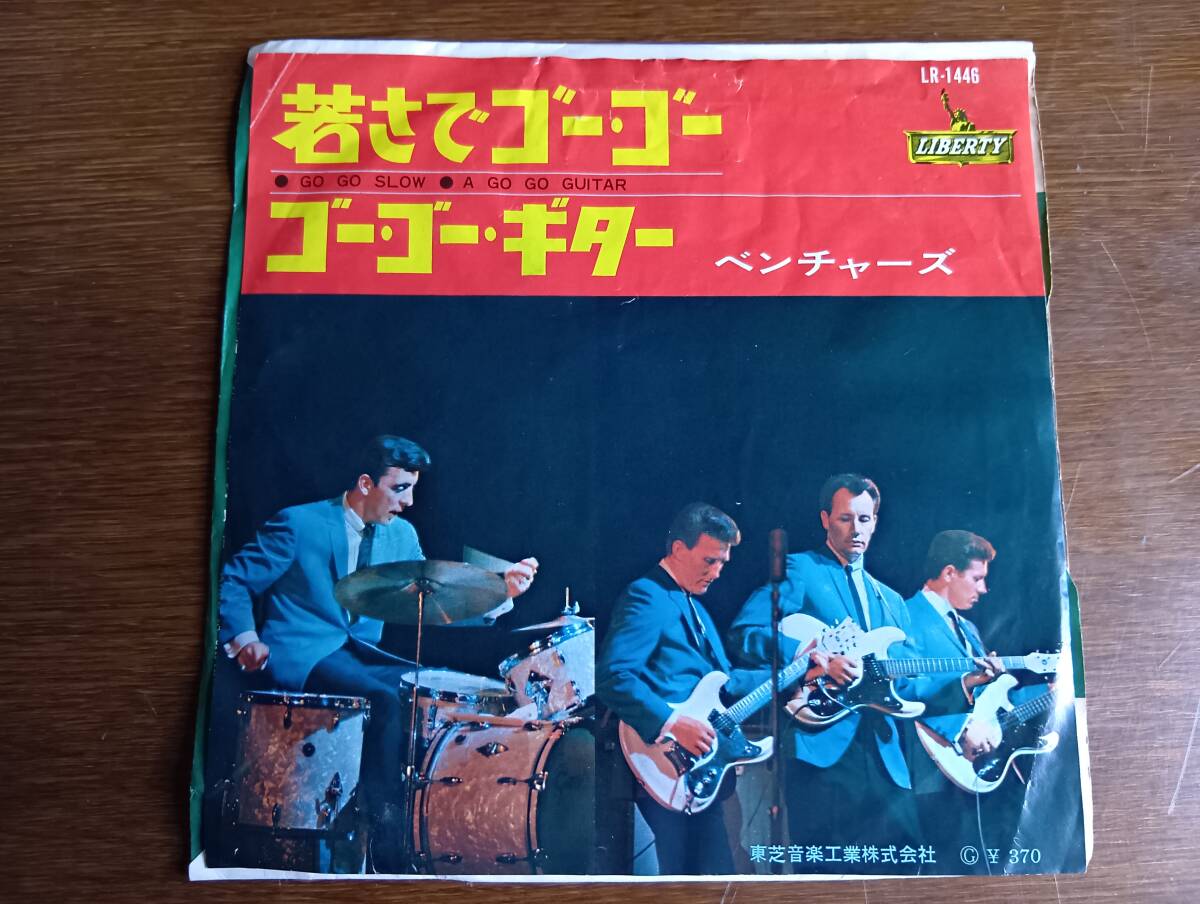 LR-1446
若さでゴー・ゴー
LIBERTY
● GO GO SLOW ● A GO GO GUITAR
ゴー・ゴー・ギター
ベンチャーズ
東芝音楽工業株式会社 Ⓖ ¥ 370